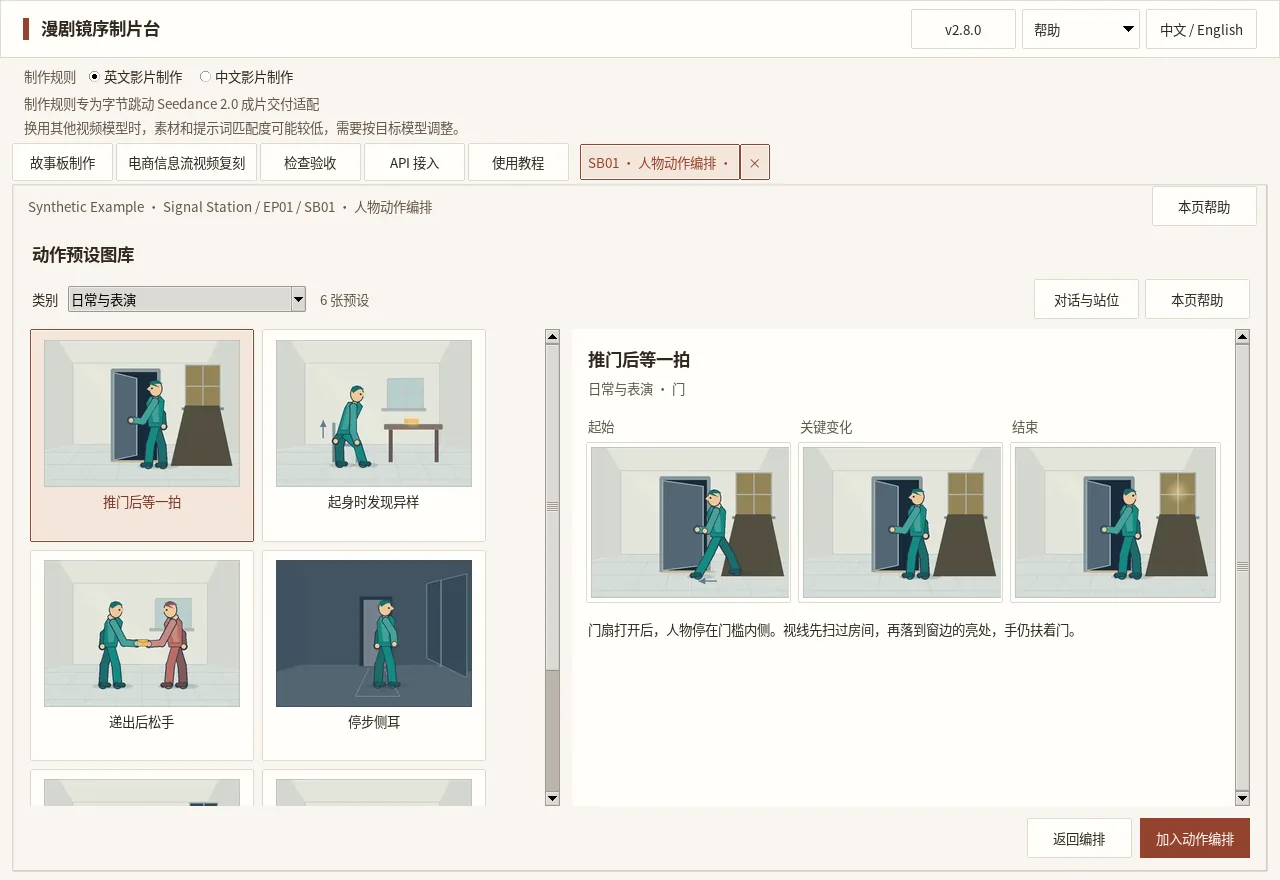 漫剧镜序制片台
v2.8.0
帮助
中文 / English
制作规则 英文影片制作 中文影片制作
制作规则专为字节跳动 Seedance 2.0 成片交付适配
换用其他视频模型时，素材和提示词匹配度可能较低，需要按目标模型调整。
故事板制作
电商信息流视频复刻
检查验收
API 接入
使用教程
SB01 · 人物动作编排 ·
×
Synthetic Example · Signal Station / EP01 / SB01 · 人物动作编排
本页帮助
动作预设图库
类别 日常与表演 6 张预设
对话与站位
本页帮助
推门后等一拍
起身时发现异样
递出后松手
停步侧耳
推门后等一拍
日常与表演 · 门
起始
关键变化
结束
门扇打开后，人物停在门槛内侧。视线先扫过房间，再落到窗边的亮处，手仍扶着门。
返回编排
加入动作编排